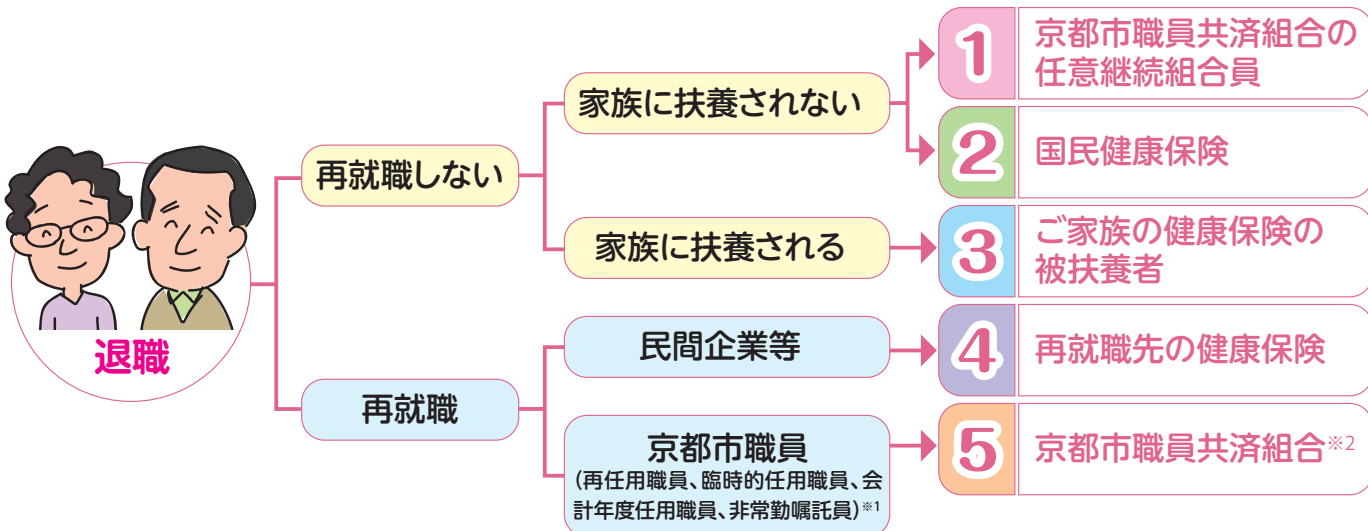 退職
再就職しない
家族に扶養されない
1
京都市職員共済組合の
任意継続組合員
2
国民健康保険
家族に扶養される
3
ご家族の健康保険の
被扶養者
再就職
民間企業等
4
再就職先の健康保険
京都市職員
(再任用職員、臨時的任用職員、会
計年度任用職員、非常勤嘱託員)※1
5
京都市職員共済組合※2